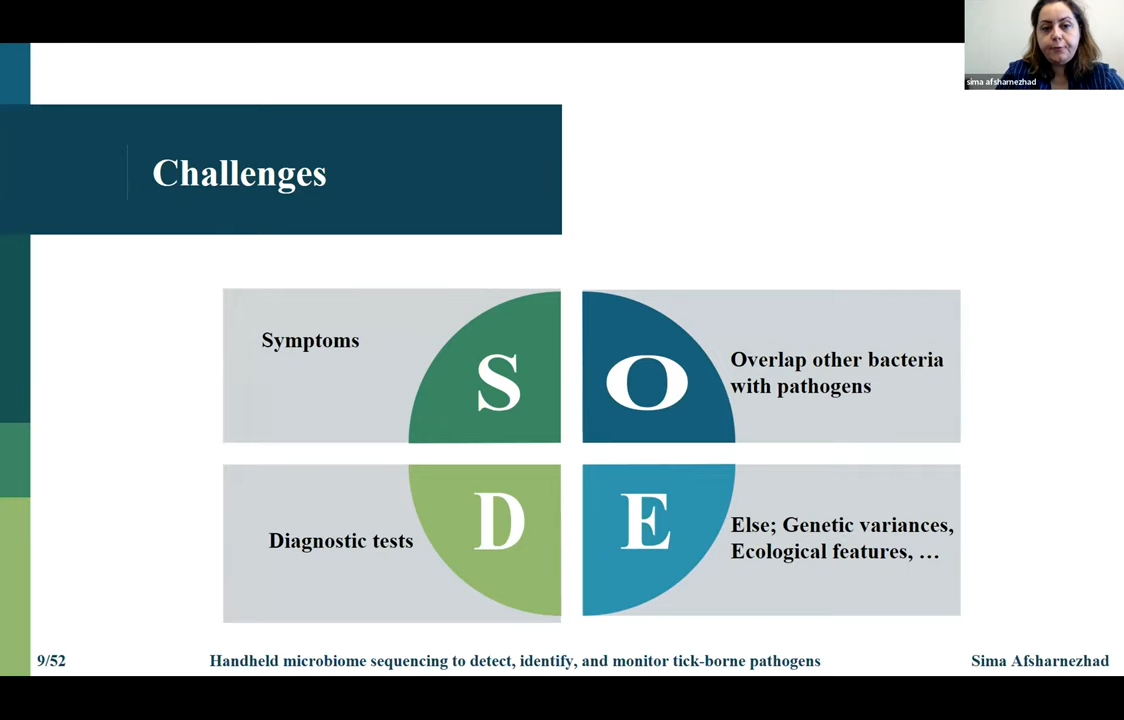 sima afsharnezhad
Challenges
Symptoms
S
O
Overlap other bacteria
with pathogens
Diagnostic tests
D
E
Else; Genetic variances,
Ecological features, …
9/52
Handheld microbiome sequencing to detect, identify, and monitor tick-borne pathogens
Sima Afsharnezhad